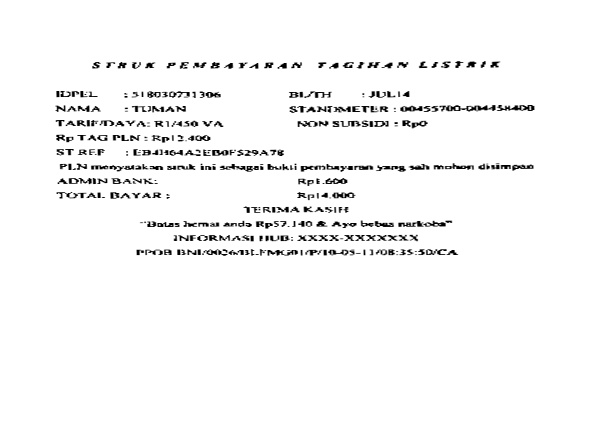 STRUK PEMBAYARAN TAGIHAN LISTRIK
IDPEL : 518030731306 BL/TH : JUL14
NAMA : TUMAN STANDMETER : 00455700-004458400
TARIF/DAYA: R1/450 VA NON SUBSIDI : Rp0
Rp TAG PLN : Rp12.400
ST REF : EB4B64A2EB0F529A78
PLN menyatakan struk ini sebagai bukti pembayaran yang sah mohon disimpan
ADMIN BANK: Rp1.600
TOTAL BAYAR : Rp14.000
TERIMA KASIH
"Batas hemat anda Rp57.140 & Ayo bebas narkoba"
INFORMASI HUB: XXXX-XXXXXXX
PPOB BNI/0026/BLFMG01/P/10-05-11/08:35:50/CA